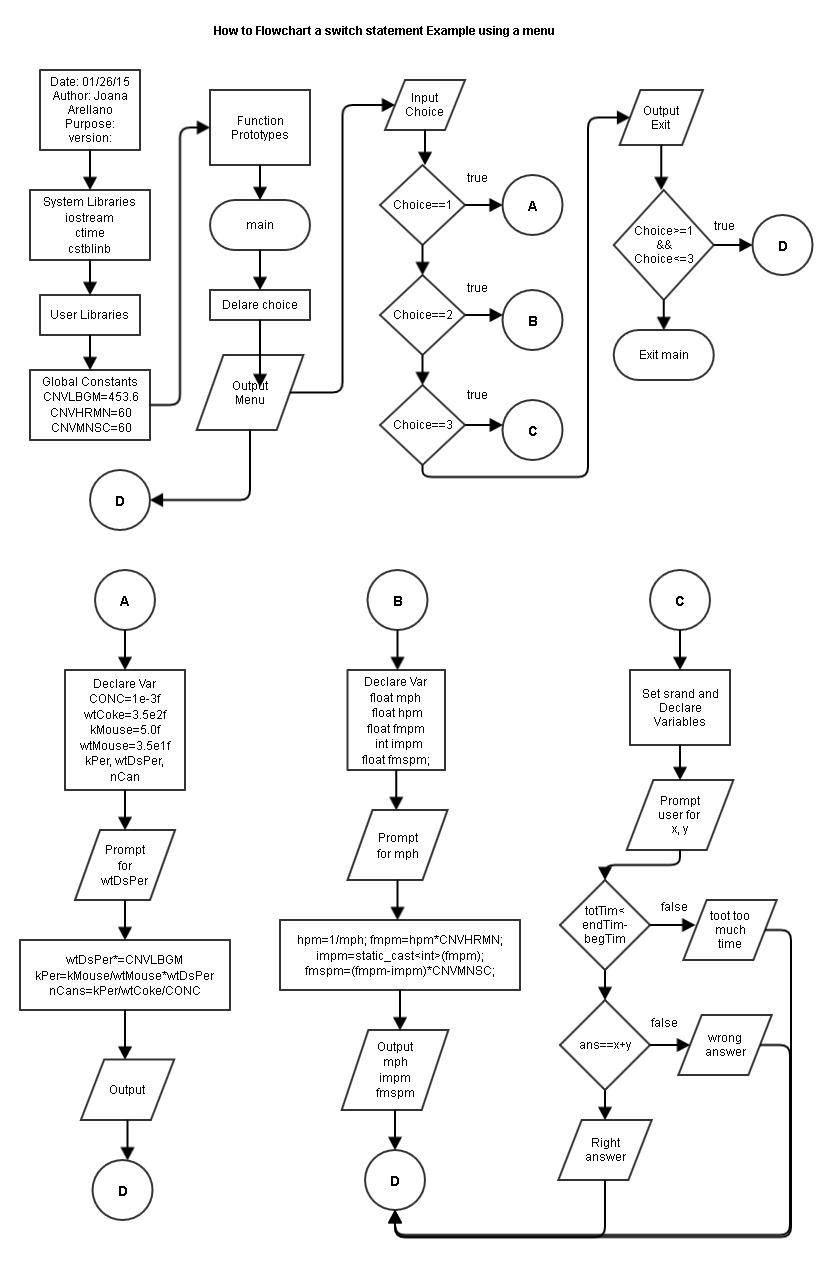 How to Flowchart a switch statement Example using a menu
Date: 01/26/15
Author: Joana
Arellano
Purpose:
version:
System Libraries
iostream
ctime
cstblinb
User Libraries
Global Constants
CNVLBGM=453.6
CNVHRMN=60
CNVMNSC=60
Function
Prototypes
main
Delare choice
Output
Menu
D
Input
Choice
Choice==1
true
A
Choice==2
true
B
Choice==3
true
C
Output
Exit
Choice>=1
&&
Choice<=3
true
D
Exit main
A
Declare Var
CONC=1e-3f
wtCoke=3.5e2f
kMouse=5.0f
wtMouse=3.5e1f
kPer, wtDsPer,
nCan
Prompt
for
wtDsPer
wtDsPer*=CNVLBGM
kPer=kMouse/wtMouse*wtDsPer
nCans=kPer/wtCoke/CONC
Output
D
B
Declare Var
float mph
float hpm
float fmpm
int impm
float fmspm;
Prompt
for mph
hpm=1/mph; fmpm=hpm*CNVHRMN;
impm=static_cast<int>(fmpm);
fmspm=(fmpm-impm)*CNVMNSC;
Output
mph
impm
fmspm
D
C
Set srand and
Declare
Variables
Prompt
user for
x, y
totTim<
endTim-
begTim
false
toot too
much
time
ans==x+y
false
wrong
answer
Right
answer